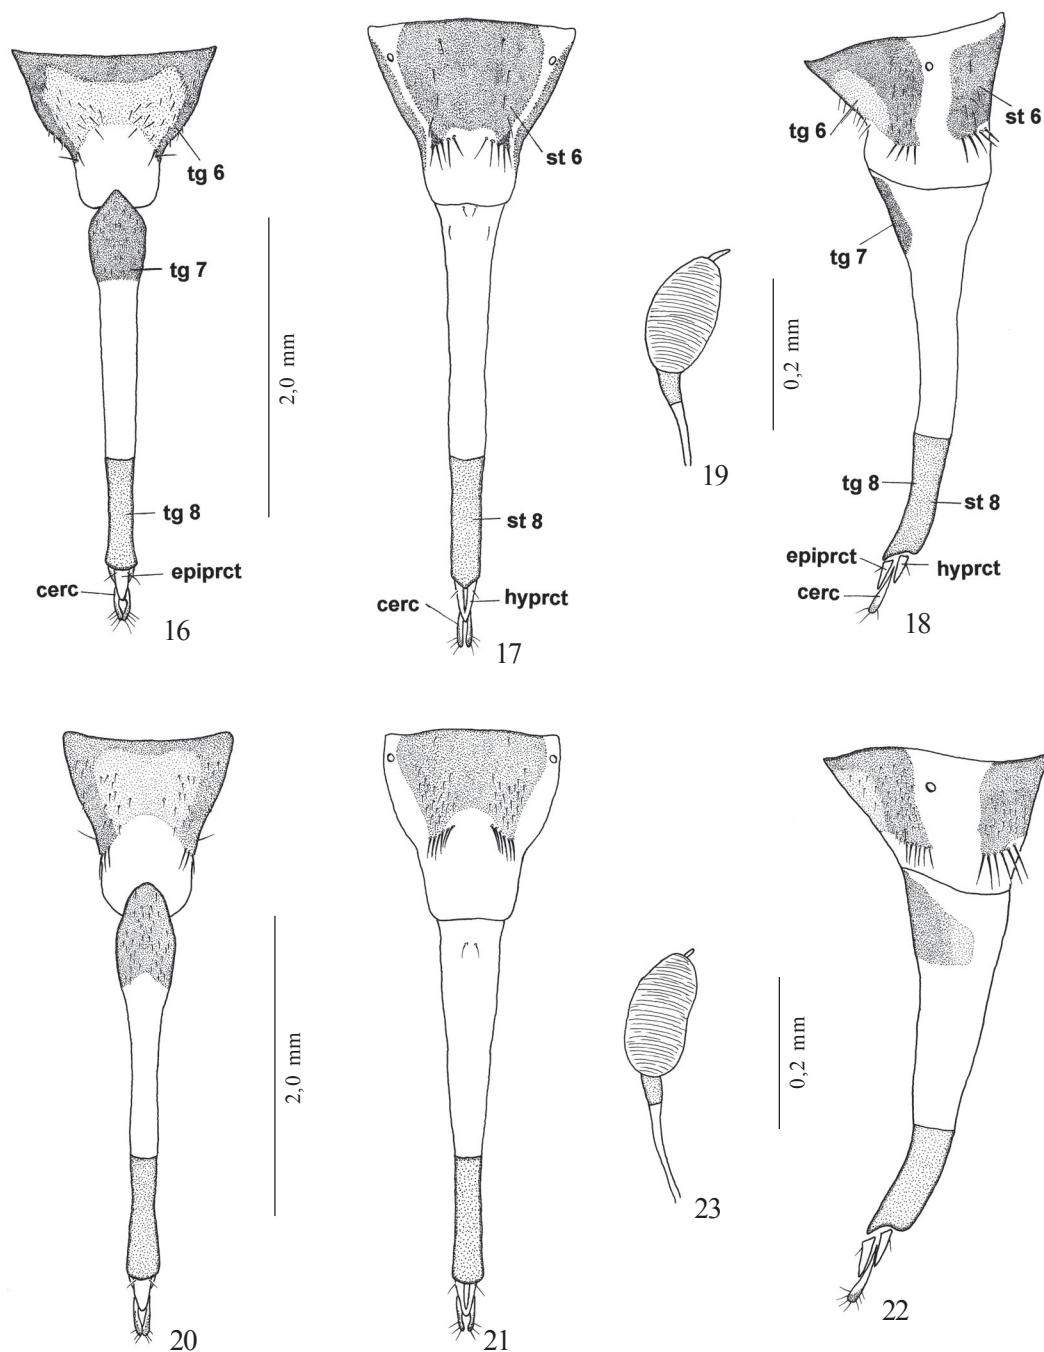 tg 6
tg 7
2,0 mm
tg 8
epiprct
cerc
16
st 6
st 8
cerc
hyprct
17
19
0,2 mm
tg 6
st 6
tg 7
tg 8
st 8
epiprct
hyprct
cerc
18
20
2,0 mm
21
23
0,2 mm
22